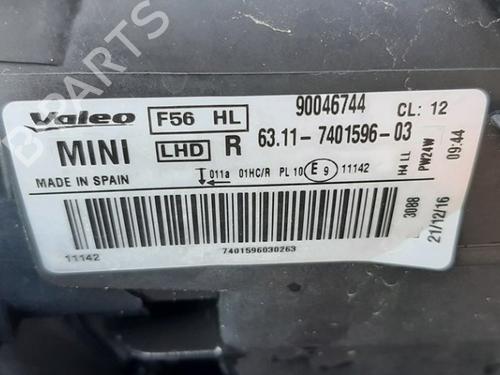 Valeo F56 HL 90046744 CL: 12
MINI LHD R 63.11-7401596-03
MADE IN SPAIN 011a 01HC/R PL 10 E 9 11142
11142 7401596030263
H4 LL PW24W 09:44
3088 21/12/16
B-PARTS